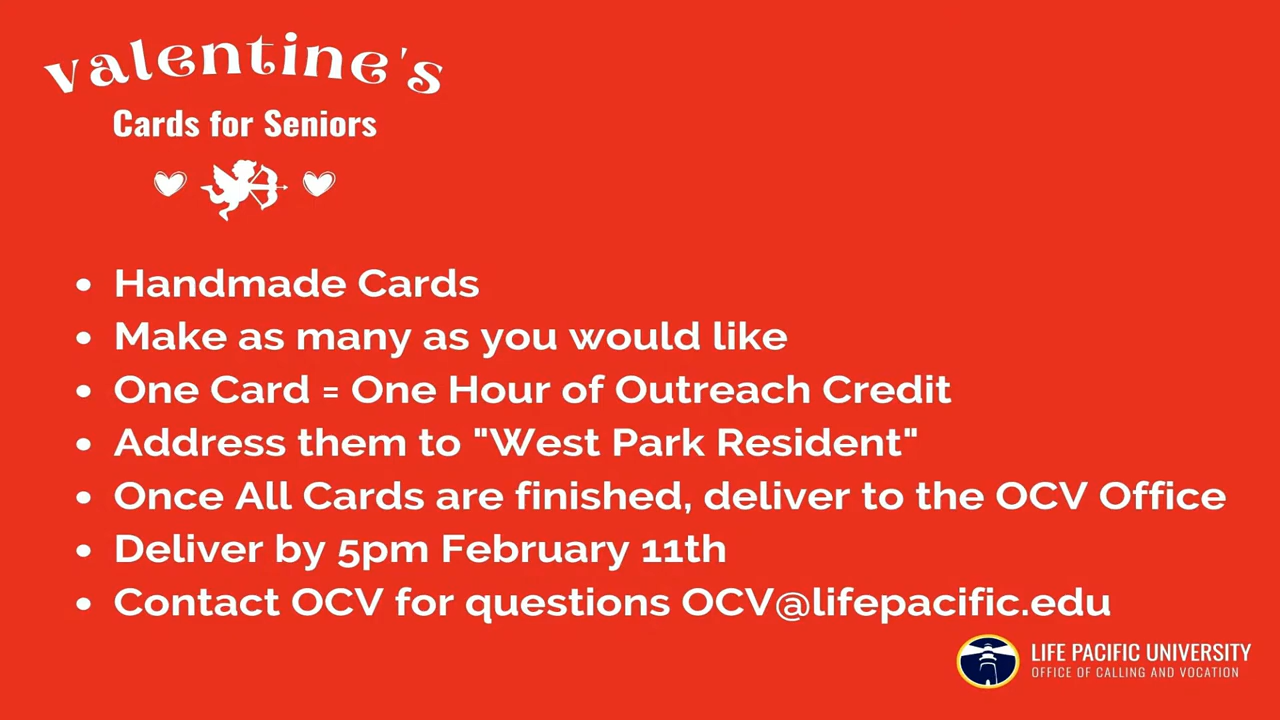 Valentine's
Cards for Seniors
• Handmade Cards
• Make as many as you would like
• One Card = One Hour of Outreach Credit
• Address them to "West Park Resident"
• Once All Cards are finished, deliver to the OCV Office
• Deliver by 5pm February 11th
• Contact OCV for questions OCV@lifepacific.edu
LIFE PACIFIC UNIVERSITY
OFFICE OF CALLING AND VOCATION